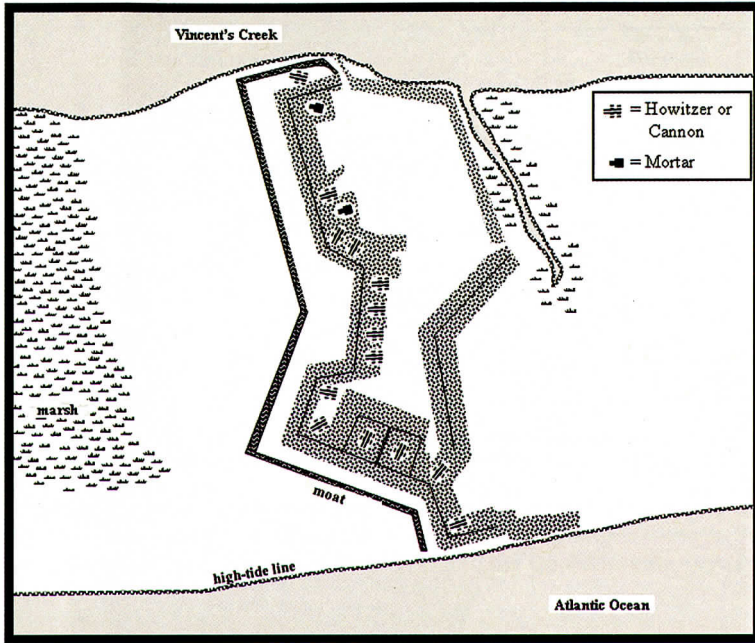 Vincent's Creek
= Howitzer or
Cannon
= Mortar
marsh
moat
high-tide line
Atlantic Ocean